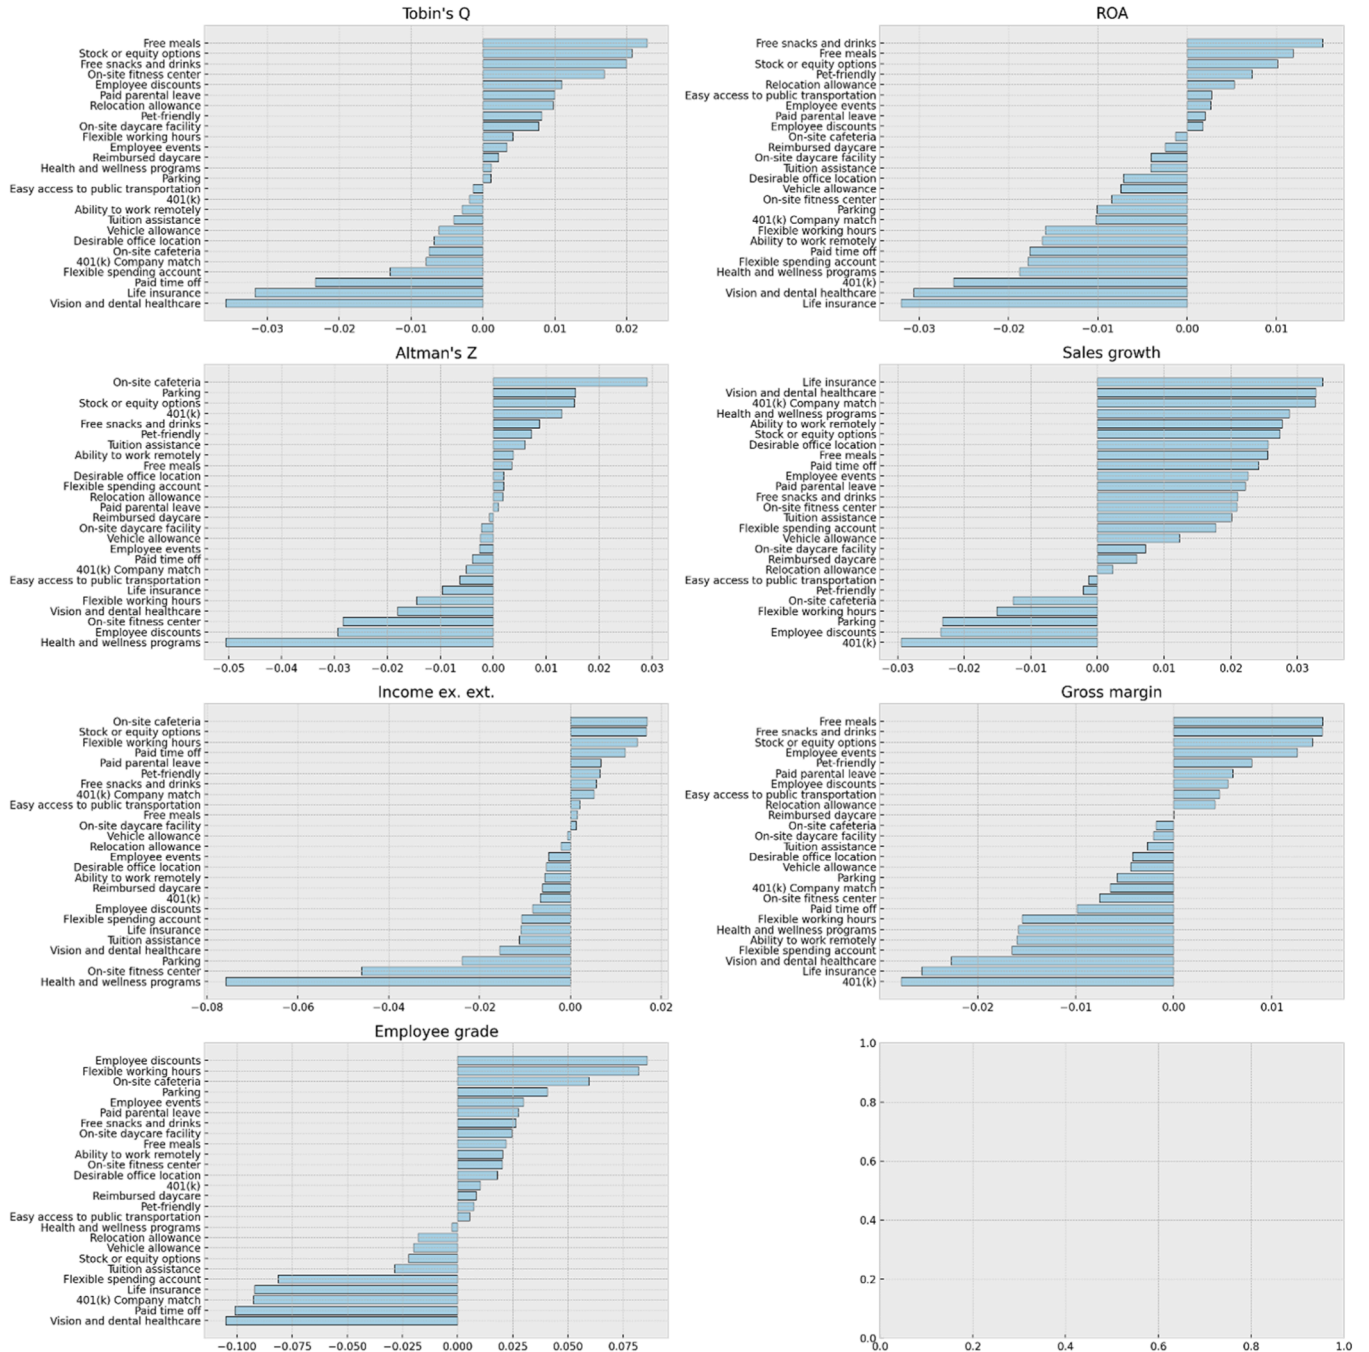 Tobin's Q
Free meals
Stock or equity options
Free snacks and drinks
On-site fitness center
Employee discounts
Paid parental leave
Relocation allowance
Pet-friendly
On-site daycare facility
Flexible working hours
Employee events
Reimbursed daycare
Health and wellness programs
Parking
Easy access to public transportation
401(k)
Ability to work remotely
Tuition assistance
Vehicle allowance
Desirable office location
On-site cafeteria
401(k) Company match
Flexible spending account
Paid time off
Life insurance
Vision and dental healthcare
−0.03 −0.02 −0.01 0.00 0.01 0.02
ROA
Free snacks and drinks
Free meals
Stock or equity options
Pet-friendly
Relocation allowance
Easy access to public transportation
Employee events
Paid parental leave
Employee discounts
On-site cafeteria
Reimbursed daycare
On-site daycare facility
Tuition assistance
Desirable office location
Vehicle allowance
On-site fitness center
Parking
401(k) Company match
Flexible working hours
Ability to work remotely
Paid time off
Flexible spending account
Health and wellness programs
401(k)
Vision and dental healthcare
Life insurance
−0.03 −0.02 −0.01 0.00 0.01
Altman's Z
On-site cafeteria
Parking
Stock or equity options
401(k)
Free snacks and drinks
Pet-friendly
Tuition assistance
Ability to work remotely
Free meals
Desirable office location
Flexible spending account
Relocation allowance
Paid parental leave
Reimbursed daycare
On-site daycare facility
Vehicle allowance
Employee events
Paid time off
401(k) Company match
Easy access to public transportation
Life insurance
Flexible working hours
Vision and dental healthcare
On-site fitness center
Employee discounts
Health and wellness programs
−0.05 −0.04 −0.03 −0.02 −0.01 0.00 0.01 0.02 0.03
Sales growth
Life insurance
Vision and dental healthcare
401(k) Company match
Health and wellness programs
Ability to work remotely
Stock or equity options
Desirable office location
Free meals
Paid time off
Employee events
Paid parental leave
Free snacks and drinks
On-site fitness center
Tuition assistance
Flexible spending account
Vehicle allowance
On-site daycare facility
Reimbursed daycare
Relocation allowance
Easy access to public transportation
Pet-friendly
On-site cafeteria
Flexible working hours
Parking
Employee discounts
401(k)
−0.03 −0.02 −0.01 0.00 0.01 0.02 0.03
Income ex. ext.
On-site cafeteria
Stock or equity options
Flexible working hours
Paid time off
Paid parental leave
Pet-friendly
Free snacks and drinks
401(k) Company match
Easy access to public transportation
Free meals
On-site daycare facility
Vehicle allowance
Relocation allowance
Employee events
Desirable office location
Ability to work remotely
Reimbursed daycare
401(k)
Employee discounts
Flexible spending account
Life insurance
Tuition assistance
Vision and dental healthcare
Parking
On-site fitness center
Health and wellness programs
−0.08 −0.06 −0.04 −0.02 0.00 0.02
Gross margin
Free meals
Free snacks and drinks
Stock or equity options
Employee events
Pet-friendly
Paid parental leave
Employee discounts
Easy access to public transportation
Relocation allowance
Reimbursed daycare
On-site cafeteria
On-site daycare facility
Tuition assistance
Desirable office location
Vehicle allowance
Parking
401(k) Company match
On-site fitness center
Paid time off
Flexible working hours
Health and wellness programs
Ability to work remotely
Flexible spending account
Vision and dental healthcare
Life insurance
401(k)
−0.02 −0.01 0.00 0.01
Employee grade
Employee discounts
Flexible working hours
On-site cafeteria
Parking
Employee events
Paid parental leave
Free snacks and drinks
On-site daycare facility
Free meals
Ability to work remotely
On-site fitness center
Desirable office location
401(k)
Reimbursed daycare
Pet-friendly
Easy access to public transportation
Health and wellness programs
Relocation allowance
Vehicle allowance
Stock or equity options
Tuition assistance
Flexible spending account
Life insurance
401(k) Company match
Paid time off
Vision and dental healthcare
−0.100 −0.075 −0.050 −0.025 0.000 0.025 0.050 0.075
1.0
0.8
0.6
0.4
0.2
0.0
0.0 0.2 0.4 0.6 0.8 1.0